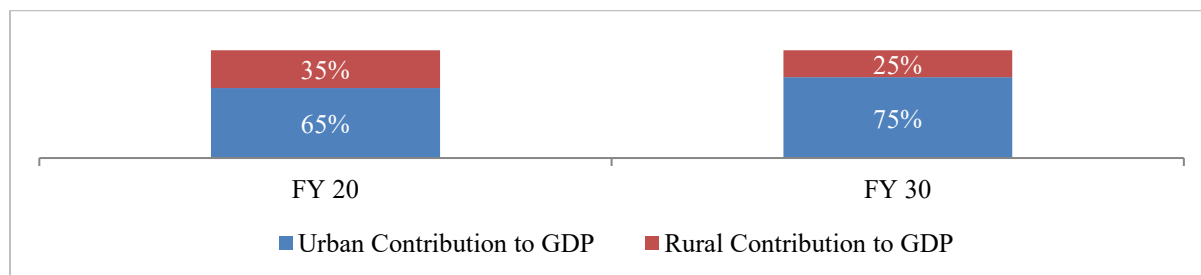 35% 25%
65% 75%
FY 20 FY 30
Urban Contribution to GDP Rural Contribution to GDP